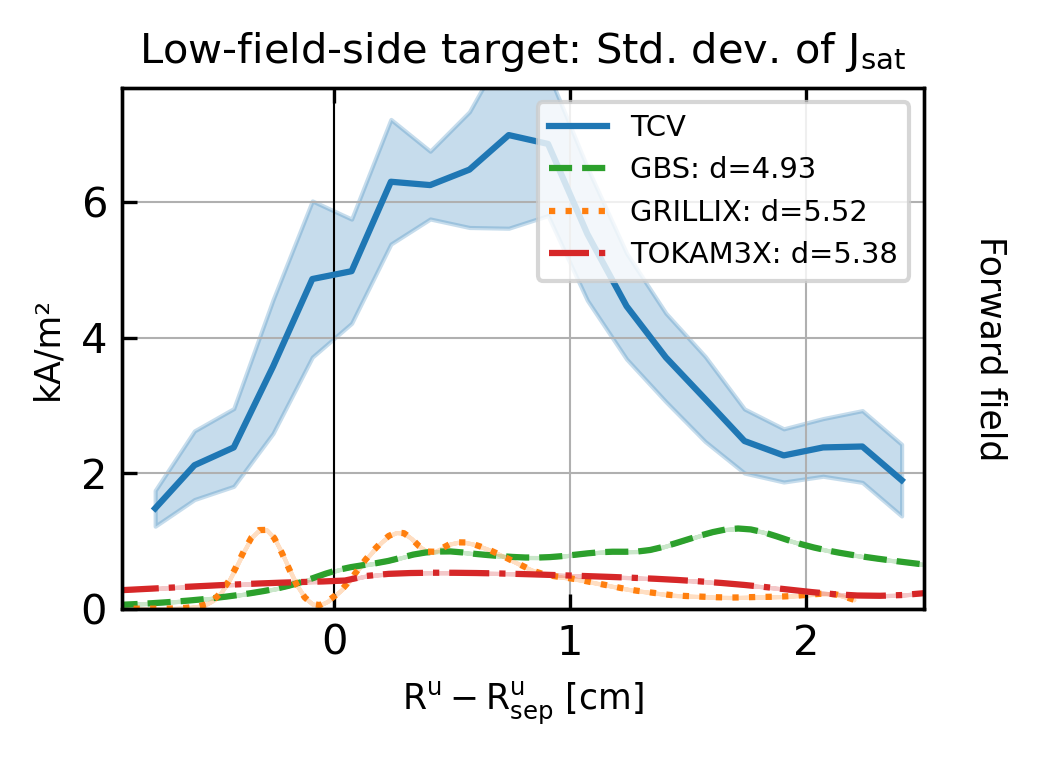 Low-field-side target: Std. dev. of J_sat
TCV
GBS: d=4.93
GRILLIX: d=5.52
TOKAM3X: d=5.38
kA/m²
6
4
2
0
0 1 2
R^u − R^u_sep [cm]
Forward field